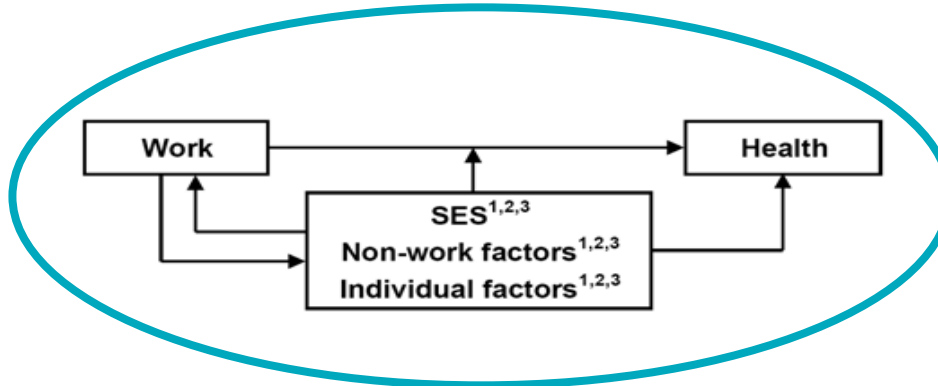 Work
Health
SES1,2,3
Non-work factors1,2,3
Individual factors1,2,3